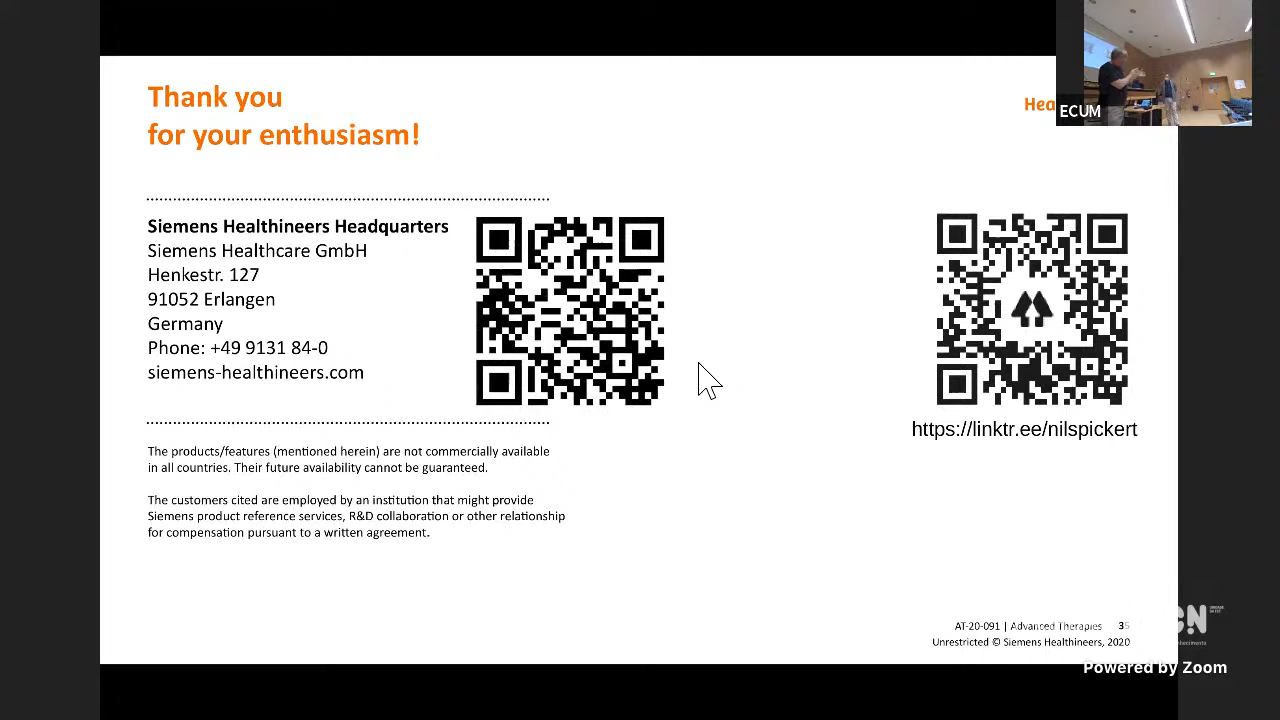 Thank you
for your enthusiasm!
Hea
ECUM
Siemens Healthineers Headquarters
Siemens Healthcare GmbH
Henkestr. 127
91052 Erlangen
Germany
Phone: +49 9131 84-0
siemens-healthineers.com
https://linktr.ee/nilspickert
The products/features (mentioned herein) are not commercially available
in all countries. Their future availability cannot be guaranteed.
The customers cited are employed by an institution that might provide
Siemens product reference services, R&D collaboration or other relationship
for compensation pursuant to a written agreement.
AT-20-091 | Advanced Therapies 35
Unrestricted © Siemens Healthineers, 2020
Powered by Zoom